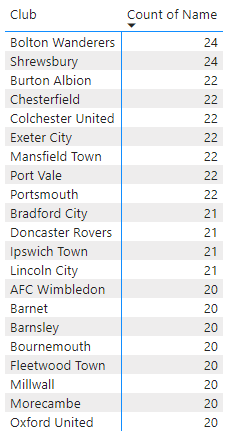 Club Count of Name
Bolton Wanderers 24
Shrewsbury 24
Burton Albion 22
Chesterfield 22
Colchester United 22
Exeter City 22
Mansfield Town 22
Port Vale 22
Portsmouth 22
Bradford City 21
Doncaster Rovers 21
Ipswich Town 21
Lincoln City 21
AFC Wimbledon 20
Barnet 20
Barnsley 20
Bournemouth 20
Fleetwood Town 20
Millwall 20
Morecambe 20
Oxford United 20